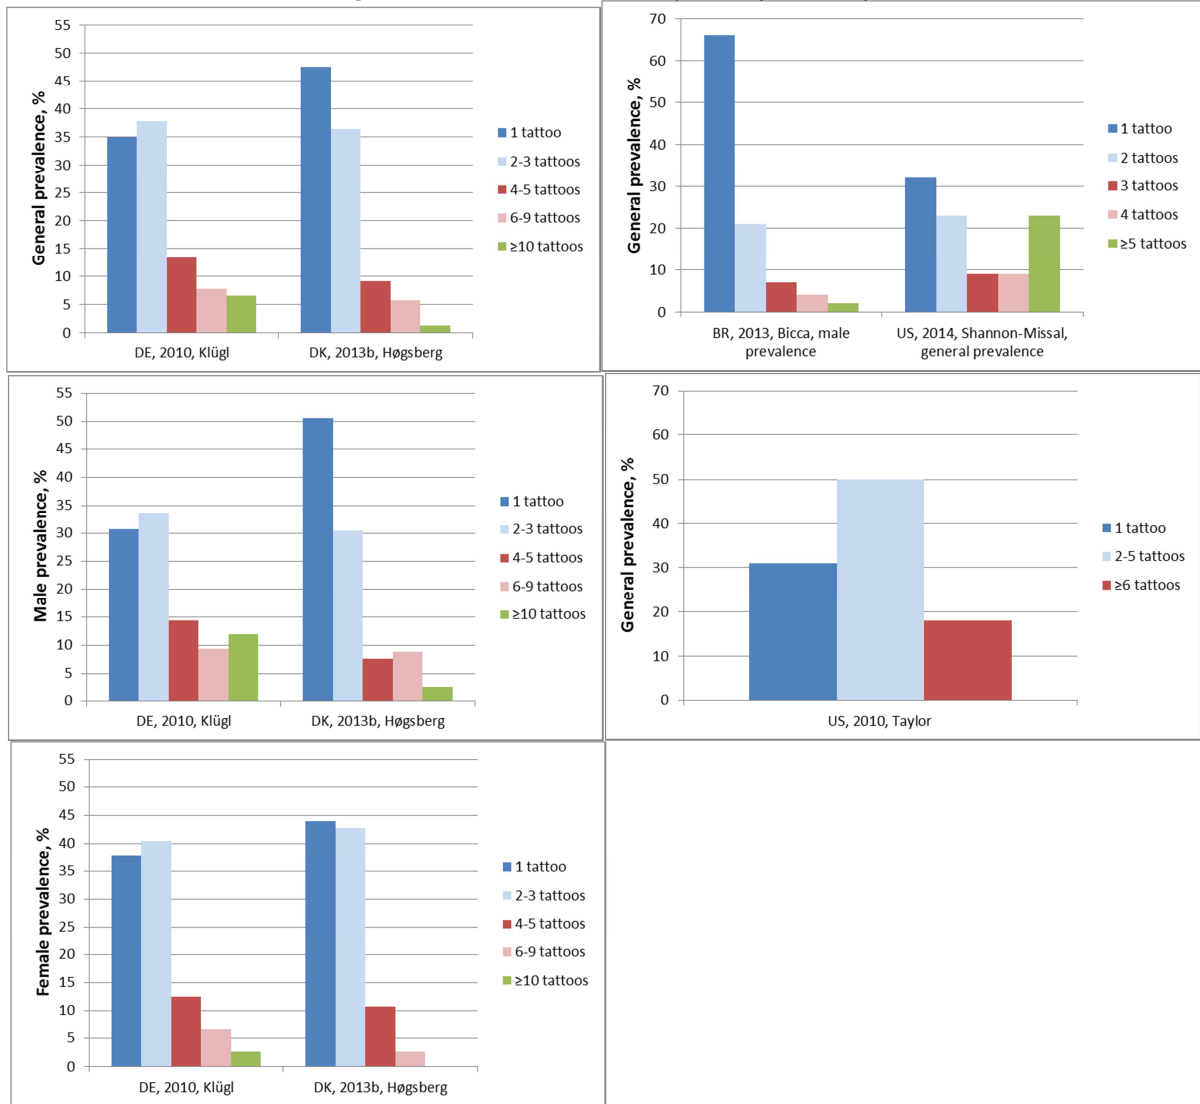 General prevalence, %
55
50
45
40
35
30
25
20
15
10
5
0
DE, 2010, Klügl
DK, 2013b, Høgsberg
1 tattoo
2-3 tattoos
4-5 tattoos
6-9 tattoos
≥10 tattoos
General prevalence, %
70
60
50
40
30
20
10
0
BR, 2013, Bicca, male
prevalence
US, 2014, Shannon-Missal,
general prevalence
1 tattoo
2 tattoos
3 tattoos
4 tattoos
≥5 tattoos
Male prevalence, %
55
50
45
40
35
30
25
20
15
10
5
0
DE, 2010, Klügl
DK, 2013b, Høgsberg
1 tattoo
2-3 tattoos
4-5 tattoos
6-9 tattoos
≥10 tattoos
General prevalence, %
70
60
50
40
30
20
10
0
US, 2010, Taylor
1 tattoo
2-5 tattoos
≥6 tattoos
Female prevalence, %
55
50
45
40
35
30
25
20
15
10
5
0
DE, 2010, Klügl
DK, 2013b, Høgsberg
1 tattoo
2-3 tattoos
4-5 tattoos
6-9 tattoos
≥10 tattoos